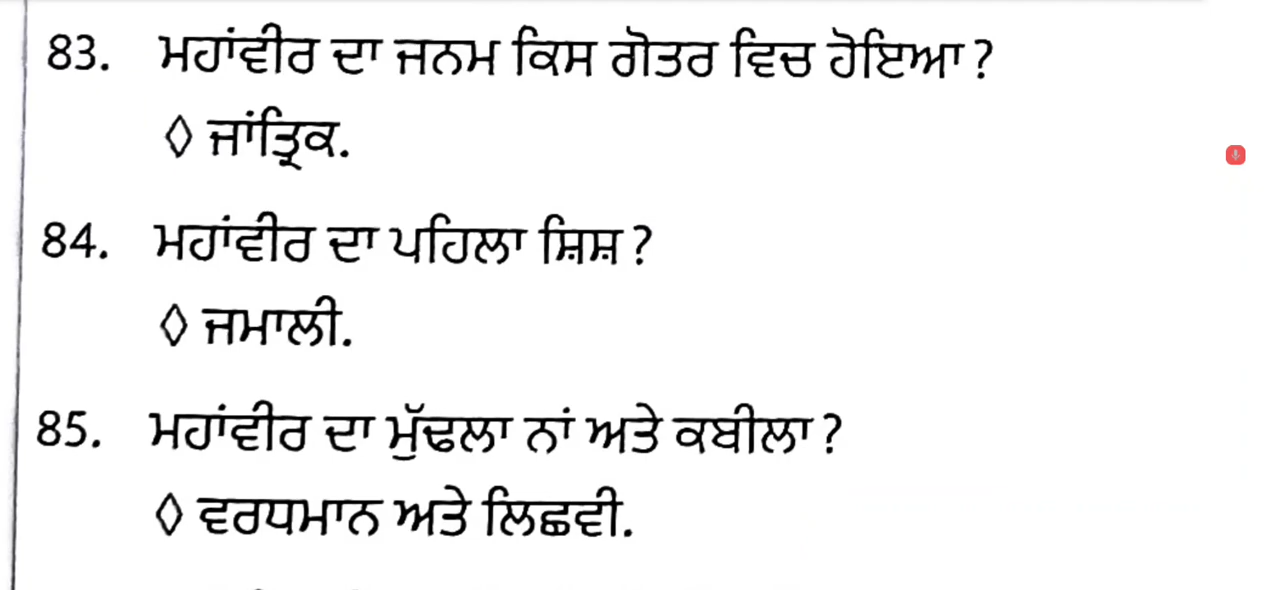 83. ਮਹਾਂਵੀਰ ਦਾ ਜਨਮ ਕਿਸ ਗੋਤਰ ਵਿਚ ਹੋਇਆ ?
◊ ਜਾਂਤ੍ਰਿਕ.
84. ਮਹਾਂਵੀਰ ਦਾ ਪਹਿਲਾ ਸ਼ਿਸ਼ ?
◊ ਜਮਾਲੀ.
85. ਮਹਾਂਵੀਰ ਦਾ ਮੁੱਢਲਾ ਨਾਂ ਅਤੇ ਕਬੀਲਾ ?
◊ ਵਰਧਮਾਨ ਅਤੇ ਲਿਛਵੀ.